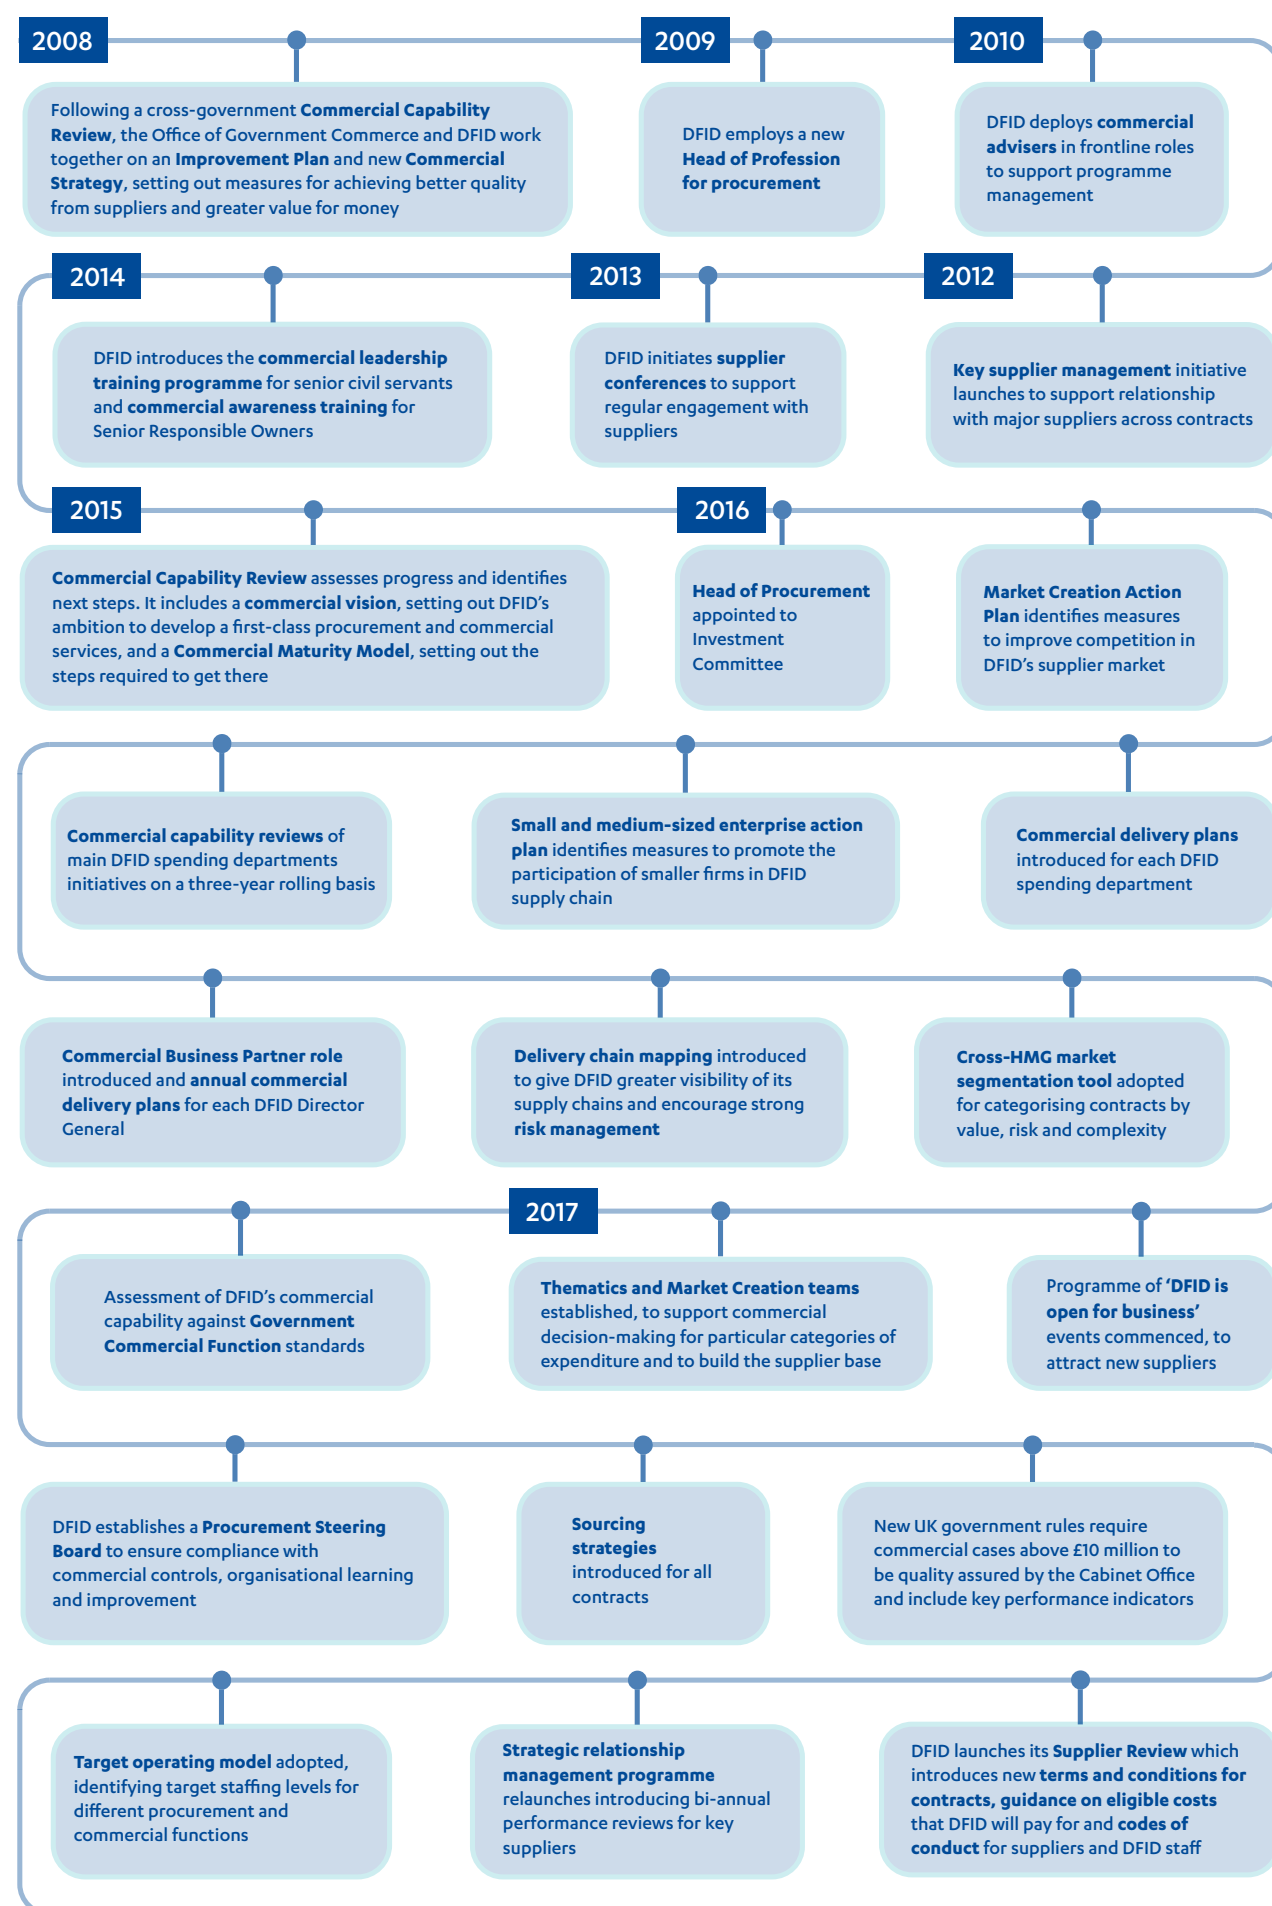 2008
Following a cross-government Commercial Capability
Review, the Office of Government Commerce and DFID work
together on an Improvement Plan and new Commercial
Strategy, setting out measures for achieving better quality
from suppliers and greater value for money
2009
DFID employs a new
Head of Profession
for procurement
2010
DFID deploys commercial
advisers in frontline roles
to support programme
management
2014
DFID introduces the commercial leadership
training programme for senior civil servants
and commercial awareness training for
Senior Responsible Owners
2013
DFID initiates supplier
conferences to support
regular engagement with
suppliers
2012
Key supplier management initiative
launches to support relationship
with major suppliers across contracts
2015
Commercial Capability Review assesses progress and identifies
next steps. It includes a commercial vision, setting out DFID's
ambition to develop a first-class procurement and commercial
services, and a Commercial Maturity Model, setting out the
steps required to get there
2016
Head of Procurement
appointed to
Investment
Committee
Market Creation Action
Plan identifies measures
to improve competition in
DFID's supplier market
Commercial capability reviews of
main DFID spending departments
initiatives on a three-year rolling basis
Small and medium-sized enterprise action
plan identifies measures to promote the
participation of smaller firms in DFID
supply chain
Commercial delivery plans
introduced for each DFID
spending department
Commercial Business Partner role
introduced and annual commercial
delivery plans for each DFID Director
General
Delivery chain mapping introduced
to give DFID greater visibility of its
supply chains and encourage strong
risk management
Cross-HMG market
segmentation tool adopted
for categorising contracts by
value, risk and complexity
Assessment of DFID's commercial
capability against Government
Commercial Function standards
2017
Thematics and Market Creation teams
established, to support commercial
decision-making for particular categories of
expenditure and to build the supplier base
Programme of ‘DFID is
open for business’
events commenced, to
attract new suppliers
DFID establishes a Procurement Steering
Board to ensure compliance with
commercial controls, organisational learning
and improvement
Sourcing
strategies
introduced for all
contracts
New UK government rules require
commercial cases above £10 million to
be quality assured by the Cabinet Office
and include key performance indicators
Target operating model adopted,
identifying target staffing levels for
different procurement and
commercial functions
Strategic relationship
management programme
relaunches introducing bi-annual
performance reviews for key
suppliers
DFID launches its Supplier Review which
introduces new terms and conditions for
contracts, guidance on eligible costs
that DFID will pay for and codes of
conduct for suppliers and DFID staff